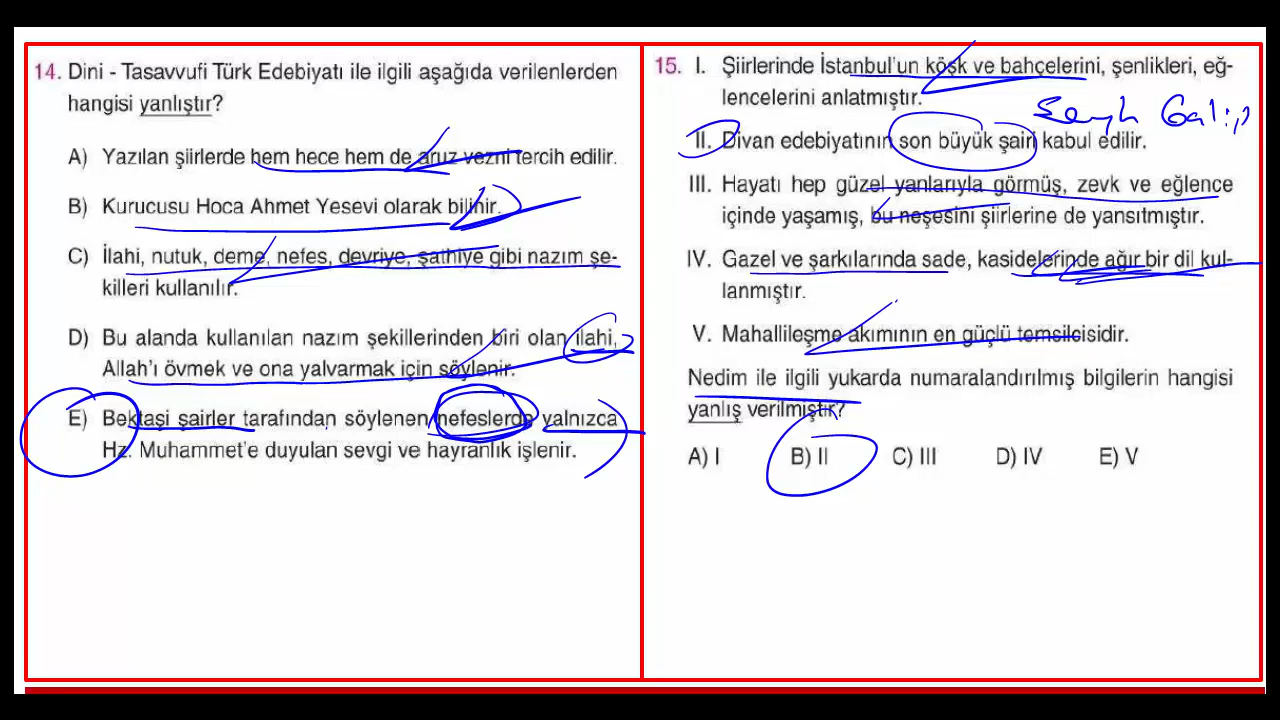 14. Dini - Tasavvufi Türk Edebiyatı ile ilgili aşağıda verilenlerden
hangisi yanlıştır?
A) Yazılan şiirlerde hem hece hem de aruz vezni tercih edilir.
B) Kurucusu Hoca Ahmet Yesevi olarak bilinir.
C) İlahi, nutuk, deme, nefes, devriye, şathiye gibi nazım şe-
killeri kullanılır.
D) Bu alanda kullanılan nazım şekillerinden biri olan ilahi,
Allah'ı övmek ve ona yalvarmak için söylenir.
E) Bektaşi şairler tarafından söylenen nefeslerde yalnızca
Hz. Muhammet'e duyulan sevgi ve hayranlık işlenir.
15. I. Şiirlerinde İstanbul'un köşk ve bahçelerini, şenlikleri, eğ-
lencelerini anlatmıştır.
Şeyh Galip
II. Divan edebiyatının son büyük şairi kabul edilir.
III. Hayatı hep güzel yanlarıyla görmüş, zevk ve eğlence
içinde yaşamış, bu neşesini şiirlerine de yansıtmıştır.
IV. Gazel ve şarkılarında sade, kasidelerinde ağır bir dil kul-
lanmıştır.
V. Mahallileşme akımının en güçlü temsilcisidir.
Nedim ile ilgili yukarda numaralandırılmış bilgilerin hangisi
yanlış verilmiştir?
A) I B) II C) III D) IV E) V